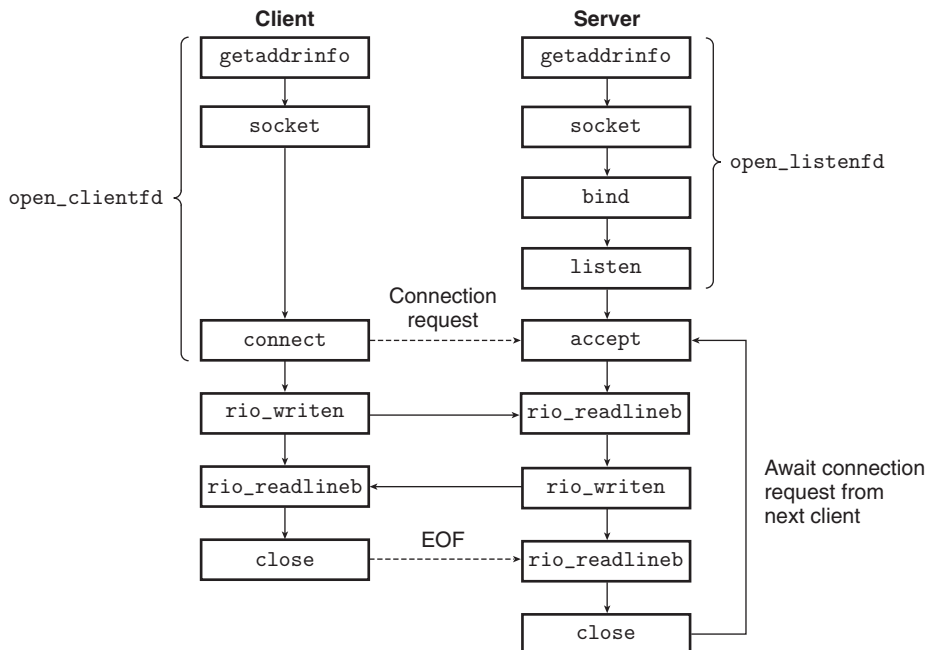 Client
Server
getaddrinfo
getaddrinfo
socket
socket
open_listenfd
open_clientfd
bind
listen
Connection
request
connect
accept
rio_writen
rio_readlineb
Await connection
request from
next client
rio_readlineb
rio_writen
EOF
close
rio_readlineb
close